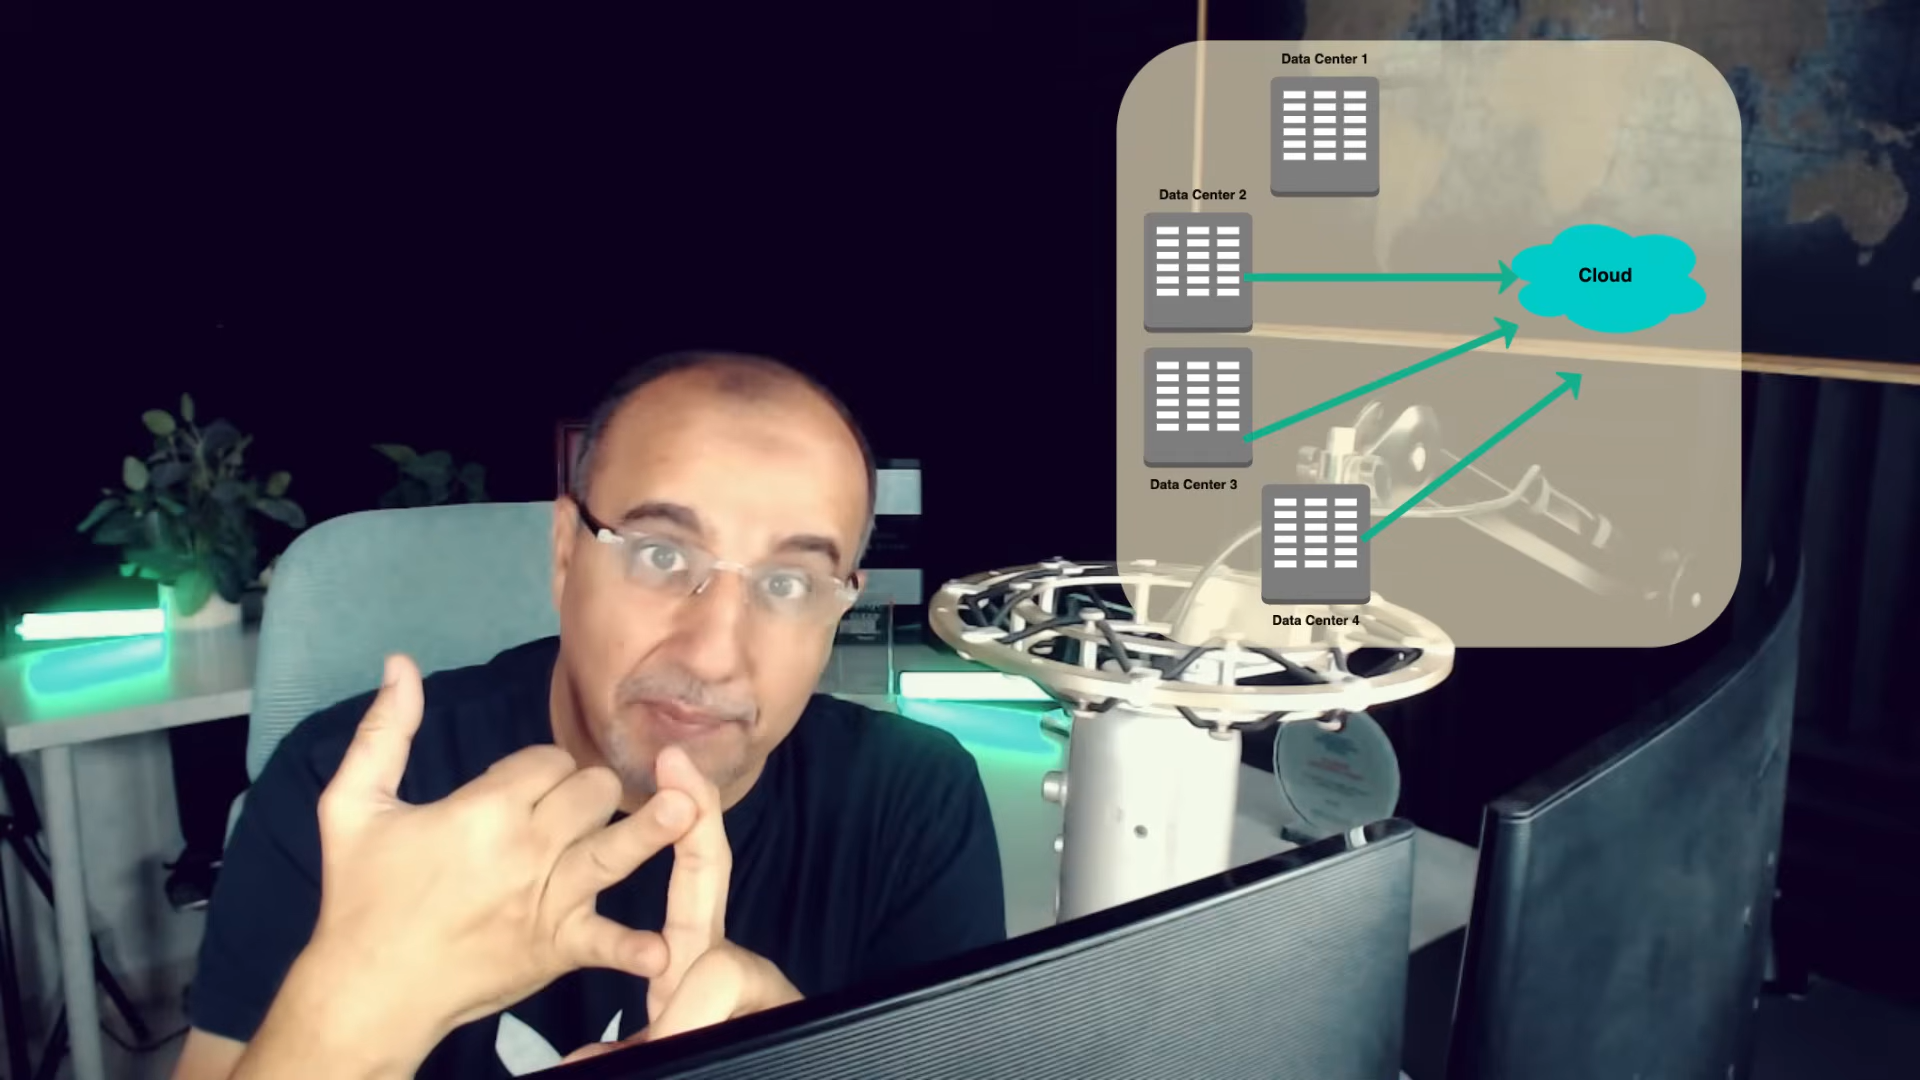 Data Center 1
Data Center 2
Cloud
Data Center 3
Data Center 4